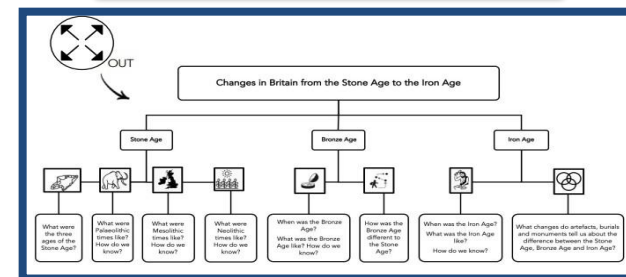 OUT
Changes in Britain from the Stone Age to the Iron Age
Stone Age
Bronze Age
Iron Age
What were
the three
ages of the
Stone Age?
What were
Palaeolithic
times like?
How do we
know?
What were
Mesolithic
times like?
How do we
know?
What were
Neolithic
times like?
How do we
know?
When was the Bronze
Age?
What was the Bronze
Age like? How do we
know?
How was the
Bronze Age
different to
the Stone
Age?
When was the Iron Age?
What was the Iron Age
like?
How do we know?
What changes do artefacts, burials
and monuments tell us about the
difference between the Stone
Age, Bronze Age and Iron Age?